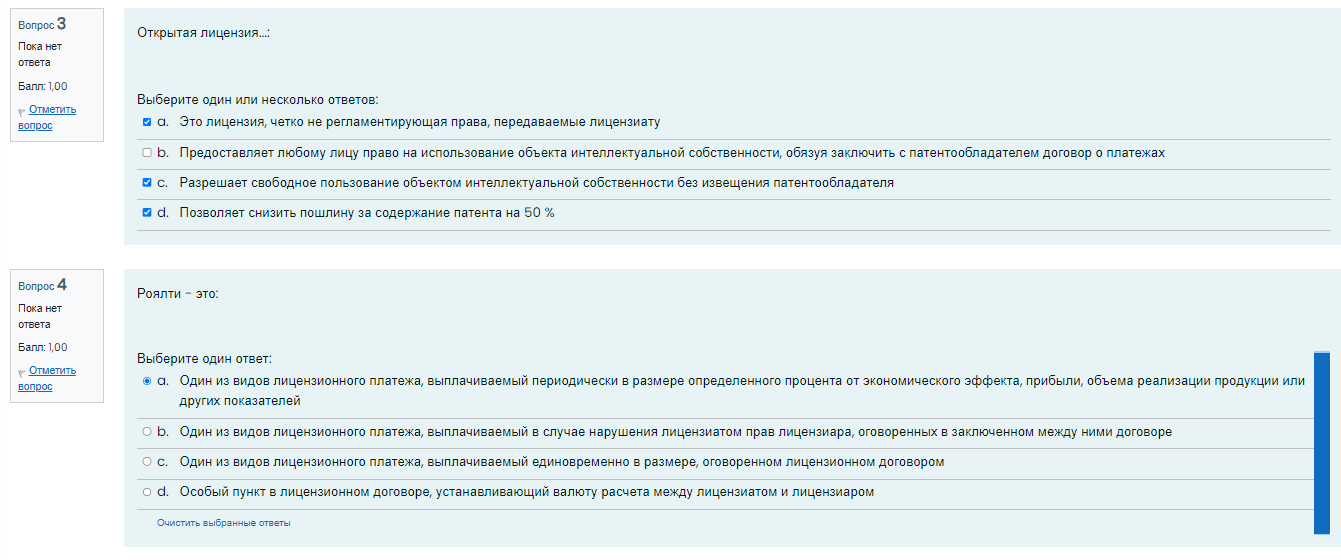 Вопрос 3
Пока нет
ответа
Балл: 1,00
Отметить
вопрос
Открытая лицензия...:
Выберите один или несколько ответов:
a. Это лицензия, четко не регламентирующая права, передаваемые лицензиату
b. Предоставляет любому лицу право на использование объекта интеллектуальной собственности, обязуя заключить с патентообладателем договор о платежах
c. Разрешает свободное пользование объектом интеллектуальной собственности без извещения патентообладателя
d. Позволяет снизить пошлину за содержание патента на 50 %
Вопрос 4
Пока нет
ответа
Балл: 1,00
Отметить
вопрос
Роялти - это:
Выберите один ответ:
a. Один из видов лицензионного платежа, выплачиваемый периодически в размере определенного процента от экономического эффекта, прибыли, объема реализации продукции или
других показателей
b. Один из видов лицензионного платежа, выплачиваемый в случае нарушения лицензиатом прав лицензиара, оговоренных в заключенном между ними договоре
c. Один из видов лицензионного платежа, выплачиваемый единовременно в размере, оговоренном лицензионном договором
d. Особый пункт в лицензионном договоре, устанавливающий валюту расчета между лицензиатом и лицензиаром
Очистить выбранные ответы